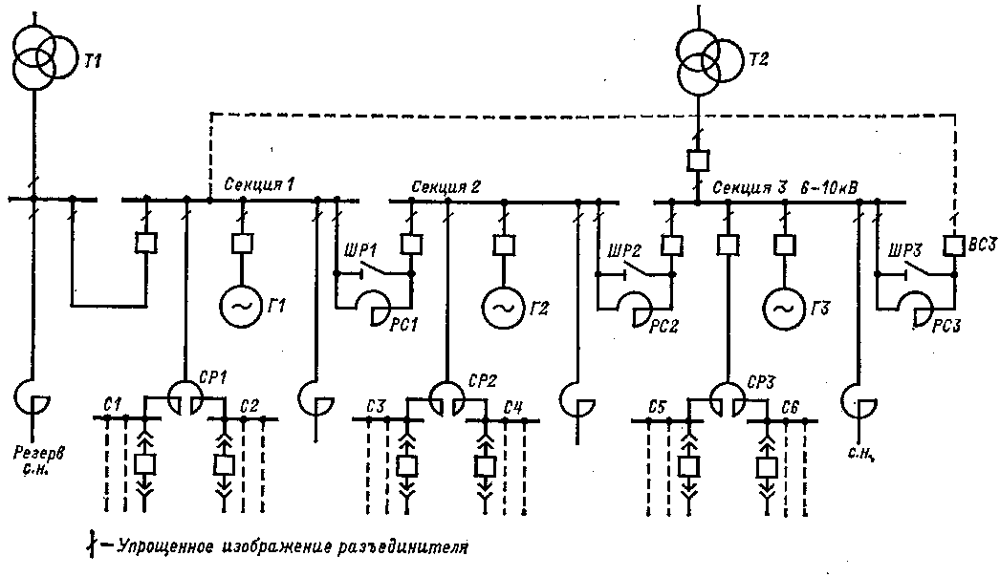 Т1
Т2
Секция 1
Секция 2
Секция 3 6-10кВ
ШР1
ШР2
ШР3
ВС3
Г1
РС1
Г2
РС2
Г3
РС3
СР1
СР2
СР3
С1
С2
С3
С4
С5
С6
Резерв
с.н.
с.н.
- Упрощенное изображение разъединителя